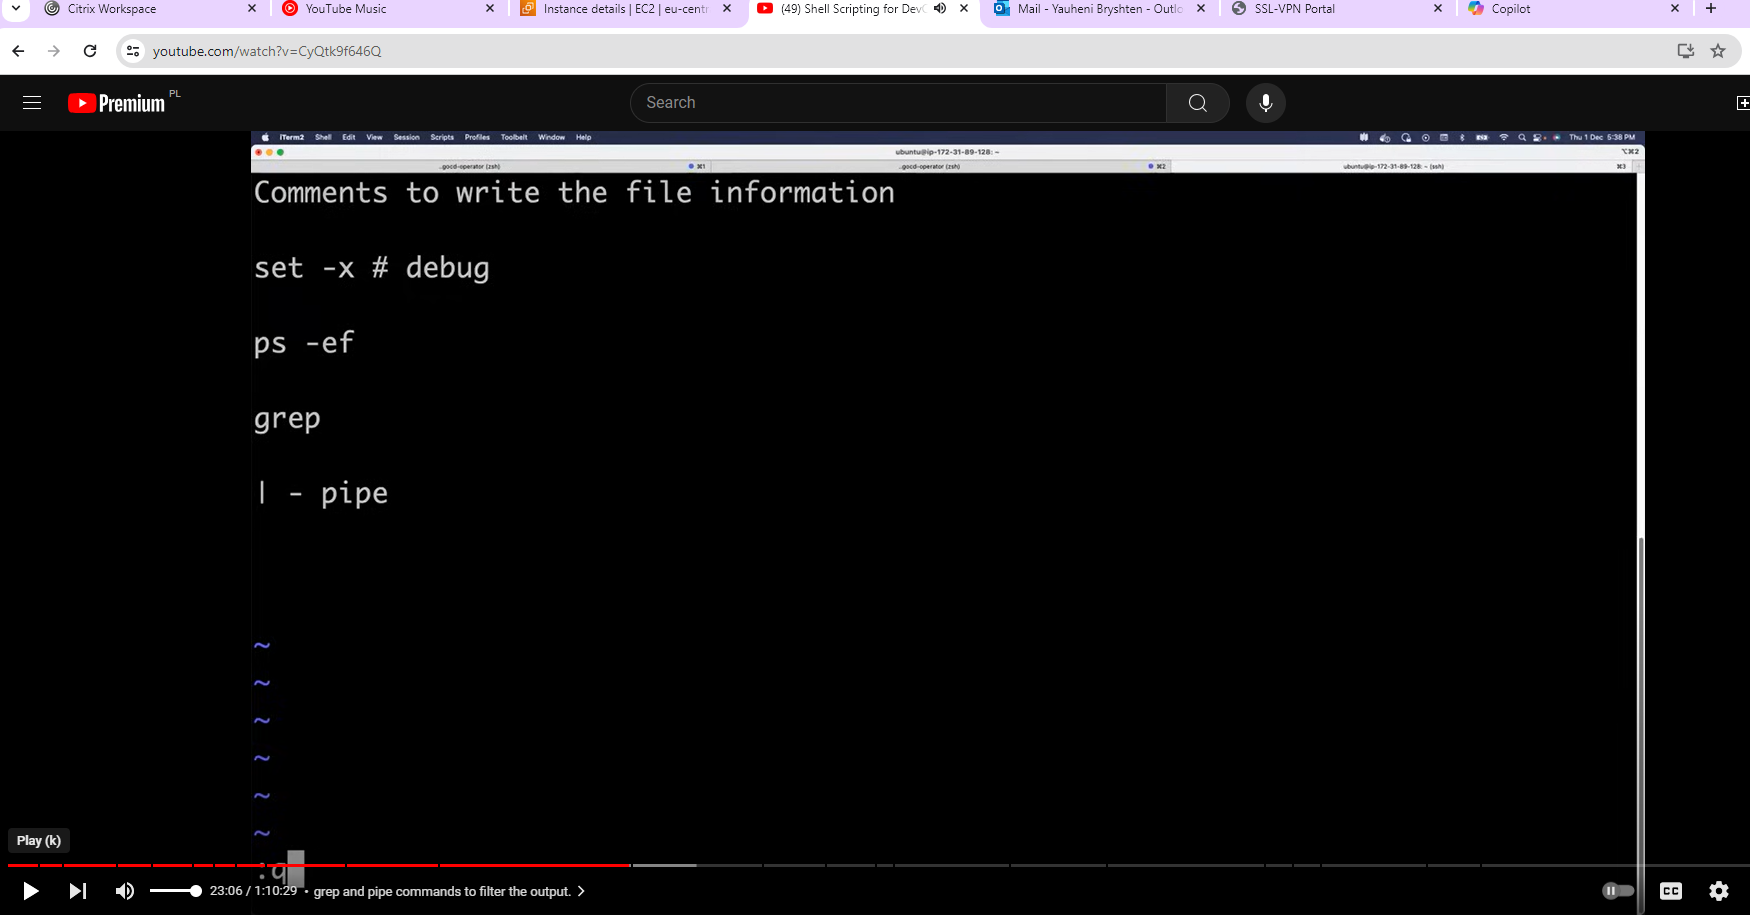 Citrix Workspace
YouTube Music
Instance details | EC2 | eu-centr
(49) Shell Scripting for DevO
Mail - Yauheni Bryshten - Outlo
SSL-VPN Portal
Copilot
youtube.com/watch?v=CyQtk9f646Q
Premium PL
Search
iTerm2 Shell Edit View Session Scripts Profiles Toolbelt Window Help
Thu 1 Dec 5:38 PM
ubuntu@ip-172-31-89-128: ~
⌥⌘2
..gocd-operator (zsh) ⌘1
..gocd-operator (zsh) ⌘2
ubuntu@ip-172-31-89-128: ~ (ssh) ⌘3
Comments to write the file information
set -x # debug
ps -ef
grep
| - pipe
~
~
~
~
~
~
:q
Play (k)
23:06 / 1:10:29 • grep and pipe commands to filter the output.
CC